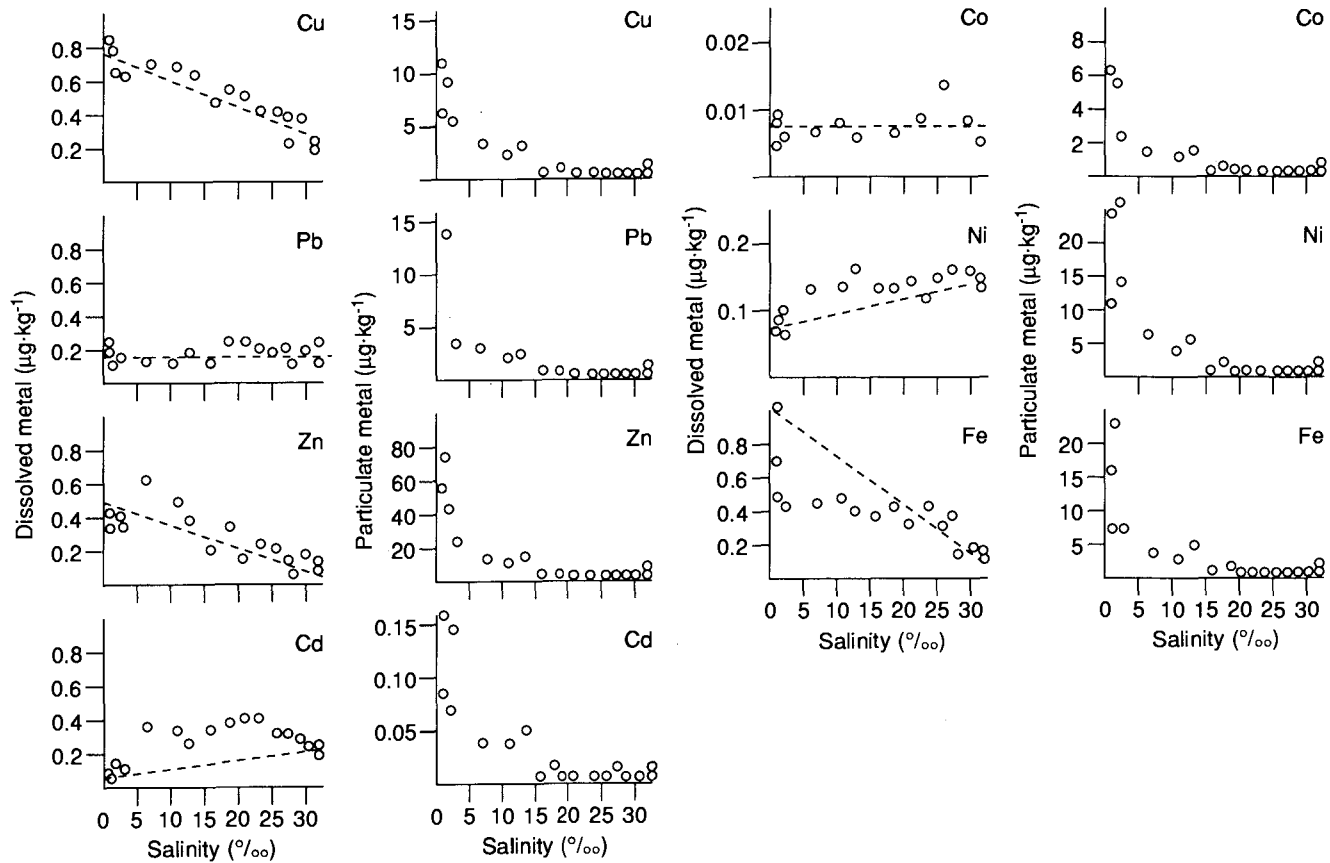 Cu
0.8
0.6
0.4
0.2
Pb
0.8
0.6
0.4
0.2
Zn
0.8
0.6
0.4
0.2
Cd
0.8
0.6
0.4
0.2
0 5 10 15 20 25 30
Salinity (°/oo)
Dissolved metal (µg·kg-1)
Cu
15
10
5
Pb
15
10
5
Zn
80
60
40
20
Cd
0.15
0.10
0.05
0 5 10 15 20 25 30
Salinity (°/oo)
Particulate metal (µg·kg-1)
Co
0.02
0.01
Ni
0.2
0.1
Fe
0.8
0.6
0.4
0.2
0 5 10 15 20 25 30
Salinity (°/oo)
Dissolved metal (µg·kg-1)
Co
8
6
4
2
Ni
20
15
10
5
Fe
20
15
10
5
0 5 10 15 20 25 30
Salinity (°/oo)
Particulate metal (µg·kg-1)